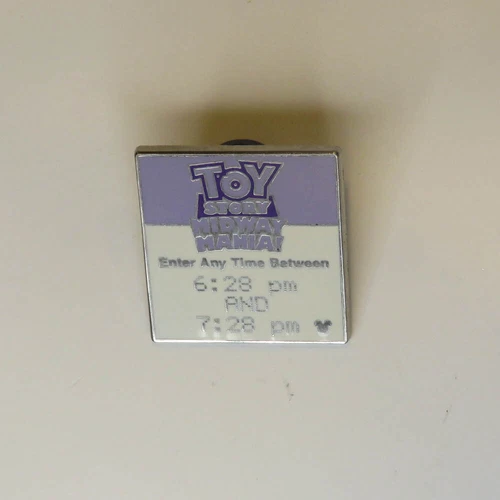 TOY
STORY
MIDWAY
MANIA!
Enter Any Time Between
6:28 pm
AND
7:28 pm